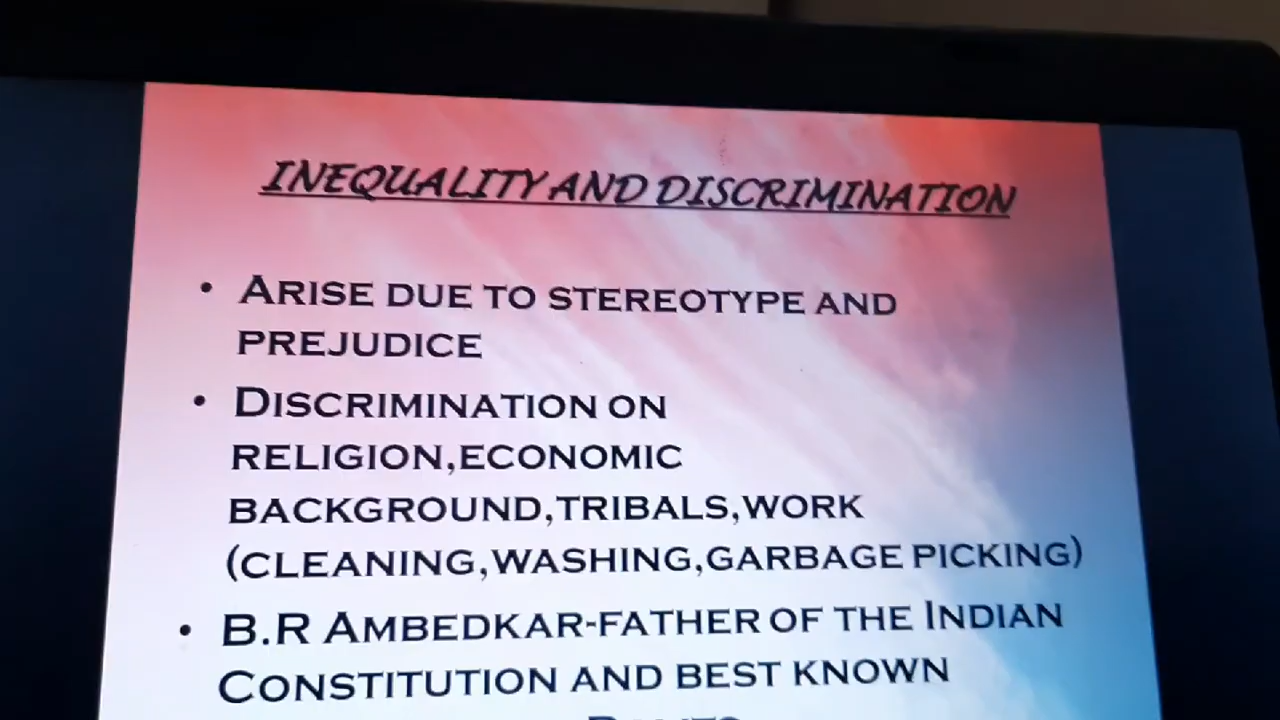 INEQUALITY AND DISCRIMINATION
• ARISE DUE TO STEREOTYPE AND
PREJUDICE
• DISCRIMINATION ON
RELIGION,ECONOMIC
BACKGROUND,TRIBALS,WORK
(CLEANING,WASHING,GARBAGE PICKING)
• B.R AMBEDKAR-FATHER OF THE INDIAN
CONSTITUTION AND BEST KNOWN